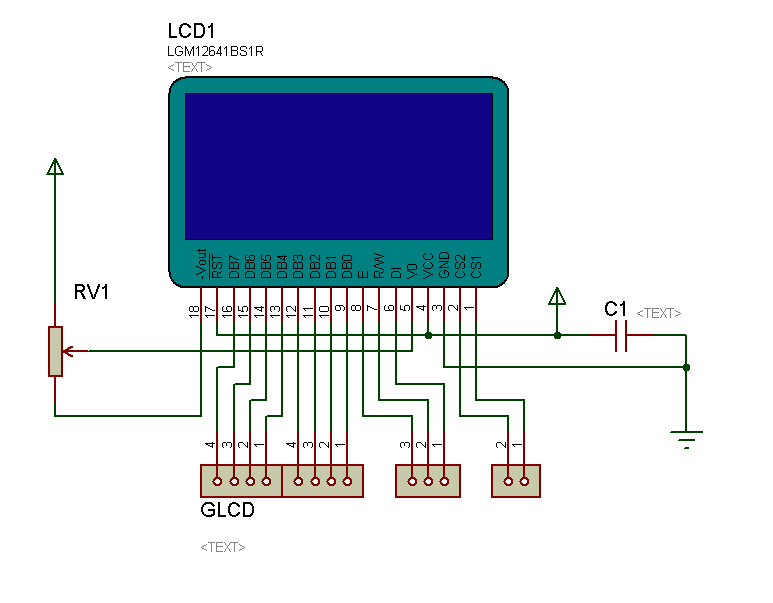 LCD1
LGM12641BS1R
<TEXT>
-Vout RST DB7 DB6 DB5 DB4 DB3 DB2 DB1 DB0 E R/W DI V0 VCC GND CS2 CS1
RV1
18 17 16 15 14 13 12 11 10 9 8 7 6 5 4 3 2 1
C1 <TEXT>
4 3 2 1 4 3 2 1 3 2 1 2 1
GLCD
<TEXT>